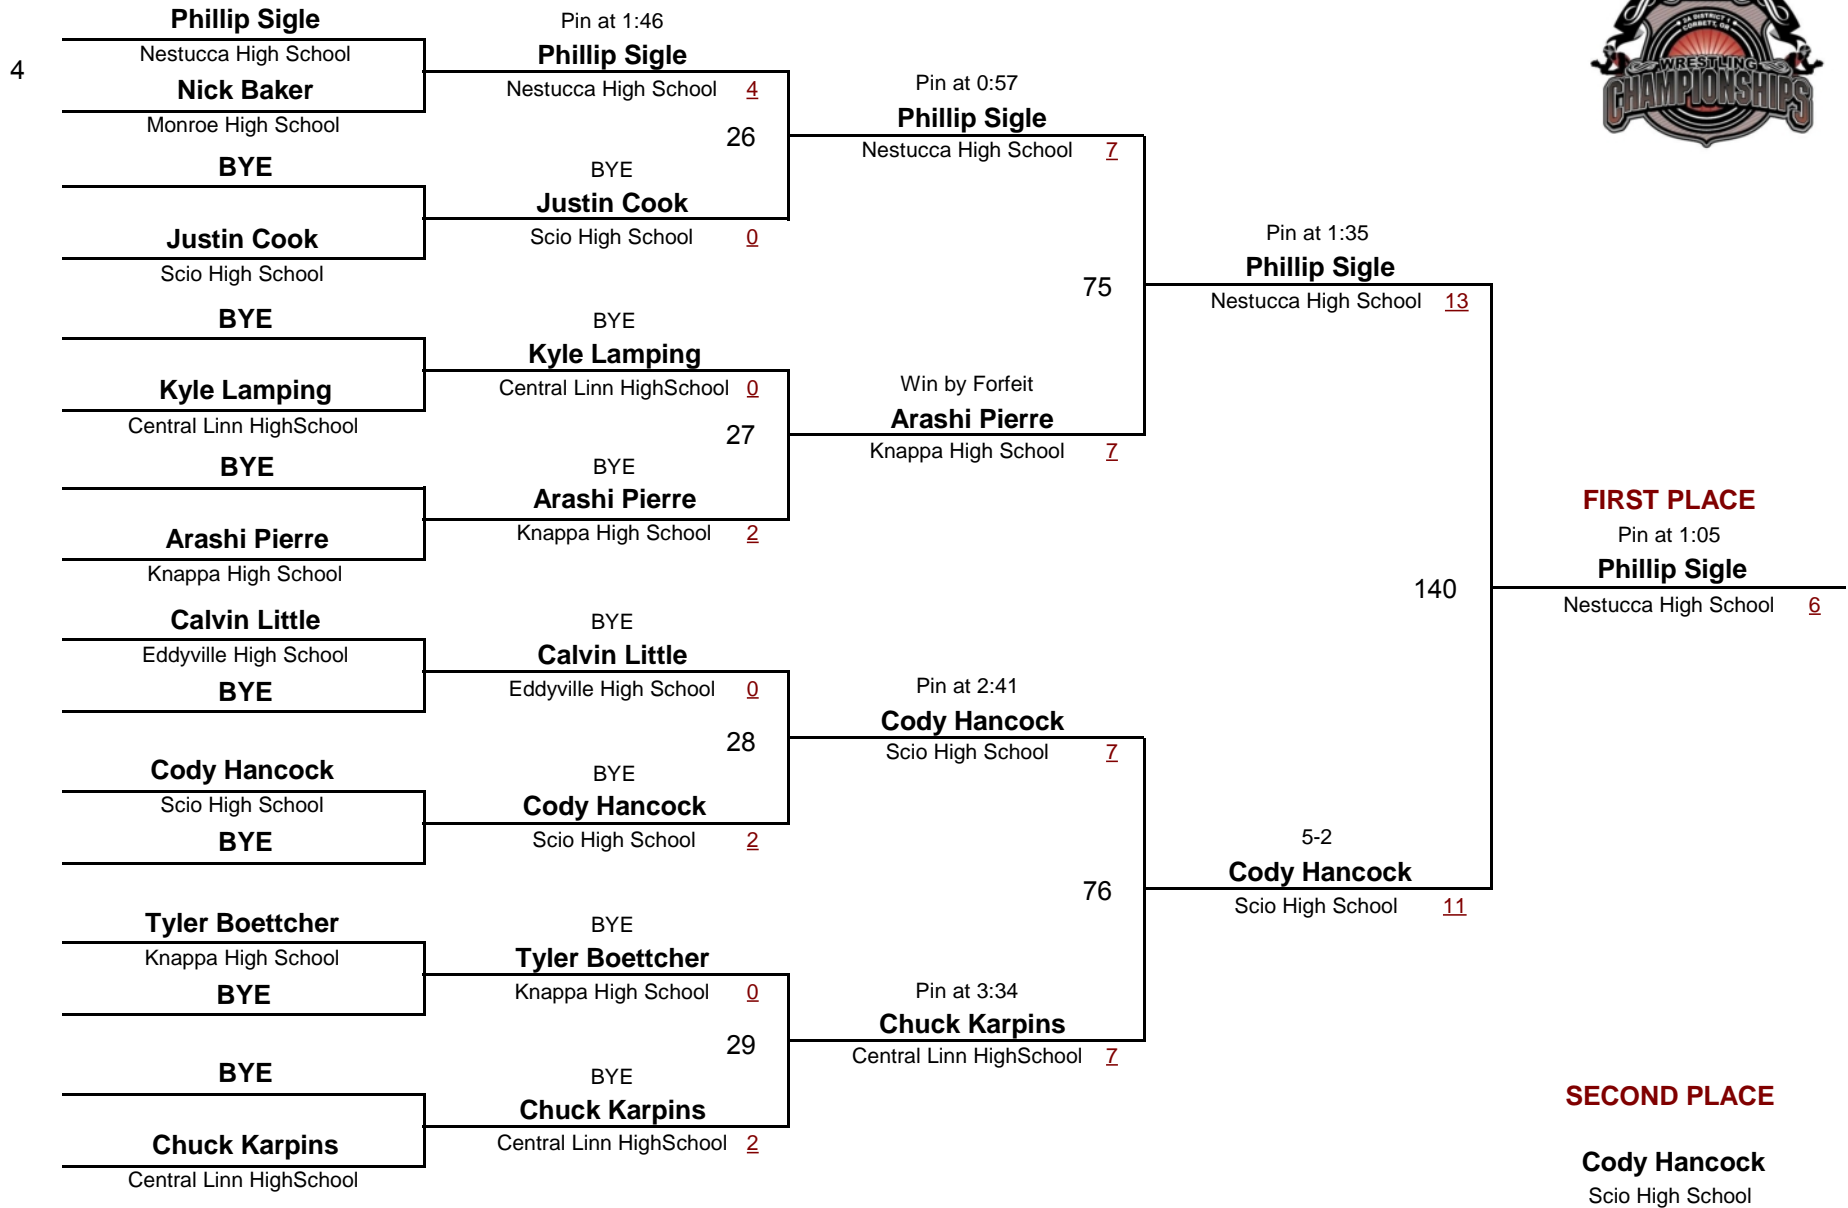 Phillip Sigle
Nestucca High School
4
Nick Baker
Monroe High School
BYE
Justin Cook
Scio High School
BYE
Kyle Lamping
Central Linn HighSchool
BYE
Arashi Pierre
Knappa High School
Calvin Little
Eddyville High School
BYE
Cody Hancock
Scio High School
BYE
Tyler Boettcher
Knappa High School
BYE
BYE
Chuck Karpins
Central Linn HighSchool
Pin at 1:46
Phillip Sigle
Nestucca High School 4
26
BYE
Justin Cook
Scio High School 0
BYE
Kyle Lamping
Central Linn HighSchool 0
27
BYE
Arashi Pierre
Knappa High School 2
BYE
Calvin Little
Eddyville High School 0
28
BYE
Cody Hancock
Scio High School 2
BYE
Tyler Boettcher
Knappa High School 0
29
BYE
Chuck Karpins
Central Linn HighSchool 2
Pin at 0:57
Phillip Sigle
Nestucca High School 7
75
Win by Forfeit
Arashi Pierre
Knappa High School 7
Pin at 2:41
Cody Hancock
Scio High School 7
76
Pin at 3:34
Chuck Karpins
Central Linn HighSchool 7
Pin at 1:35
Phillip Sigle
Nestucca High School 13
140
5-2
Cody Hancock
Scio High School 11
DISTRICT 1
CORBETT, OR
WRESTLING
CHAMPIONSHIPS
FIRST PLACE
Pin at 1:05
Phillip Sigle
Nestucca High School 6
SECOND PLACE
Cody Hancock
Scio High School